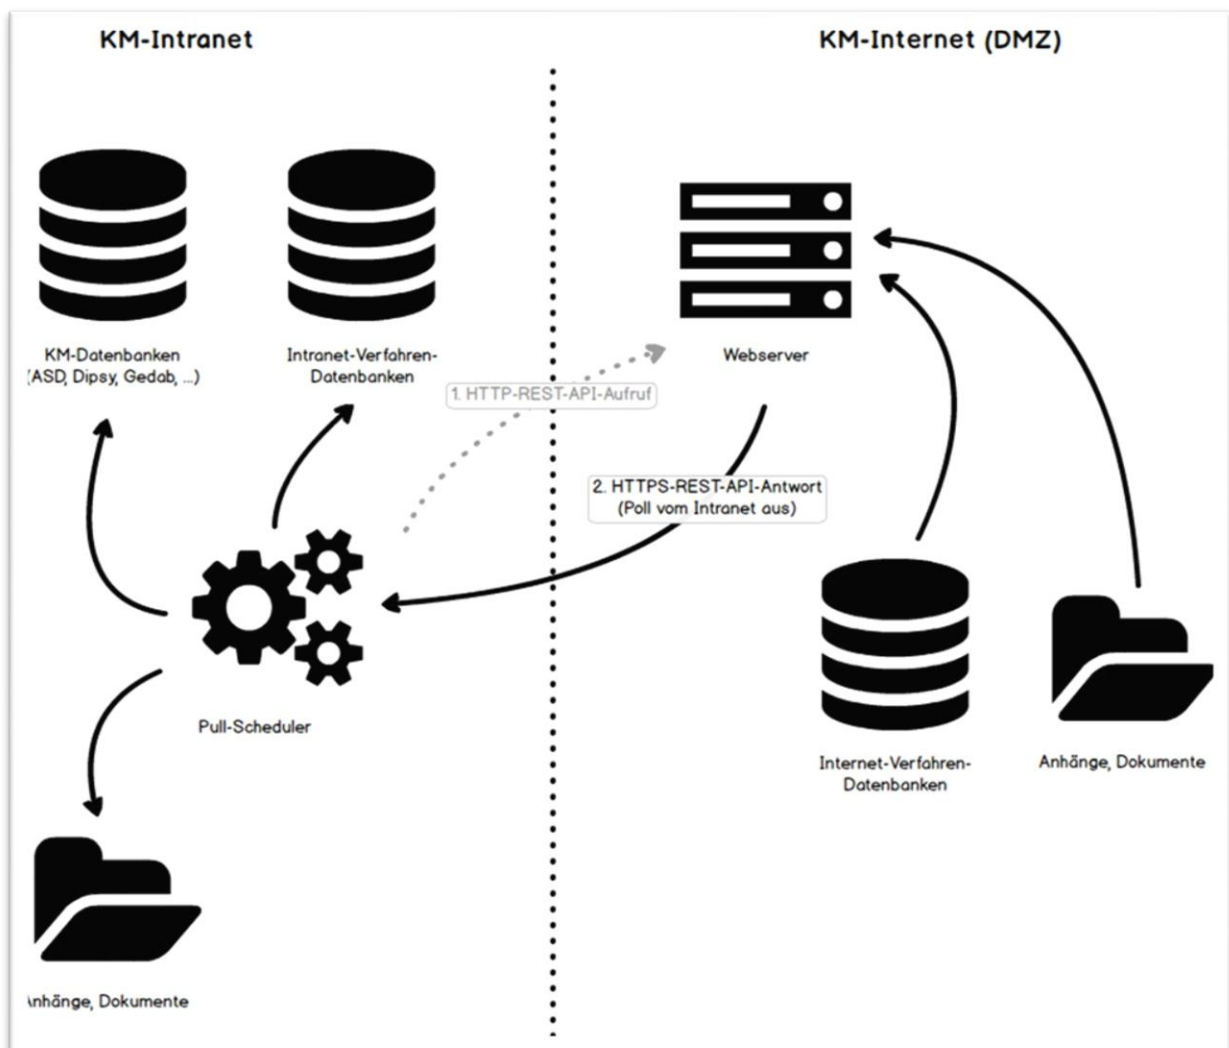 KM-Intranet
KM-Internet (DMZ)
KM-Datenbanken
(ASD, Dipsy, Gedab, ...)
Intranet-Verfahren-
Datenbanken
Webserver
1. HTTP-REST-API-Aufruf
2. HTTPS-REST-API-Antwort
(Poll vom Intranet aus)
Pull-Scheduler
Internet-Verfahren-
Datenbanken
Anhänge, Dokumente
Anhänge, Dokumente